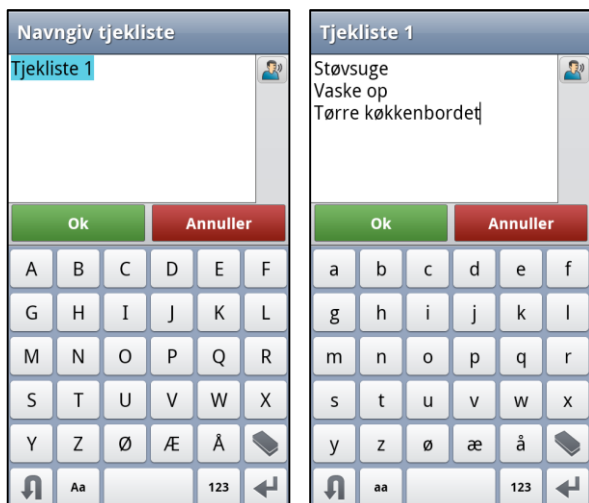 Navngiv tjekliste
Tjekliste 1
Ok Annuller
A B C D E F
G H I J K L
M N O P Q R
S T U V W X
Y Z Ø Æ Å
Aa 123
Tjekliste 1
Støvsuge
Vaske op
Tørre køkkenbordet
Ok Annuller
a b c d e f
g h i j k l
m n o p q r
s t u v w x
y z ø æ å
aa 123